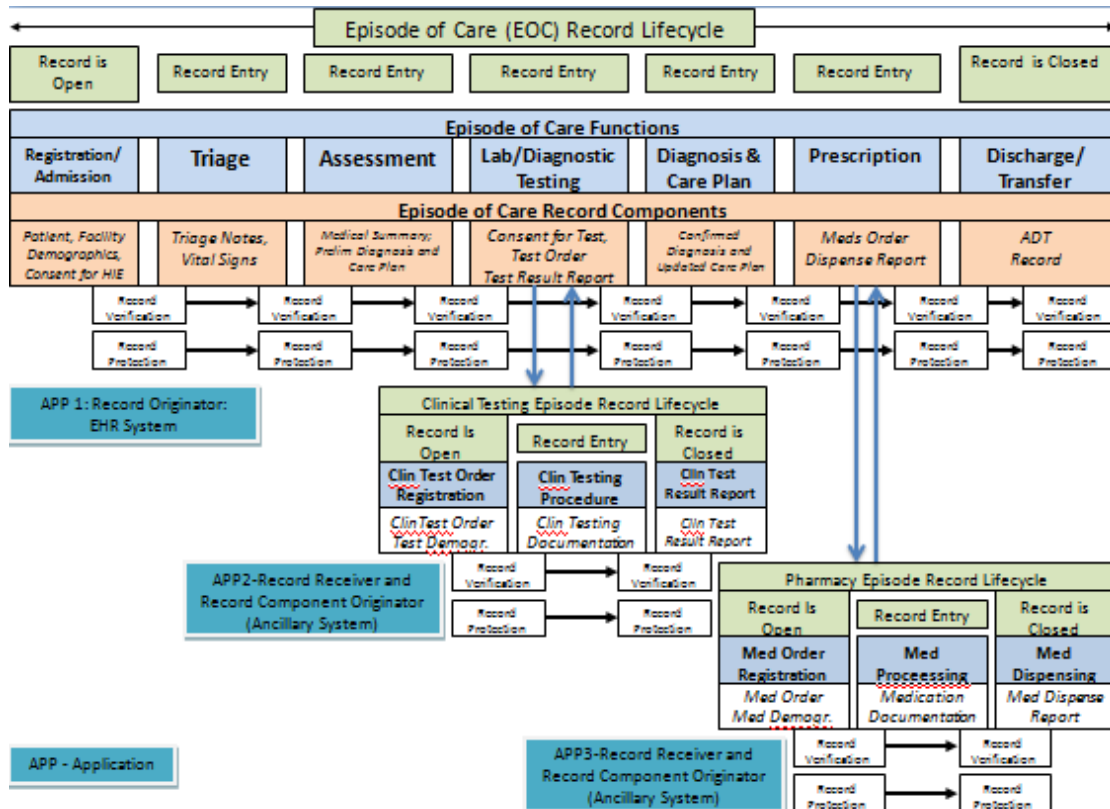 Episode of Care (EOC) Record Lifecycle
Record is
Open
Record Entry
Record Entry
Record Entry
Record Entry
Record Entry
Record is Closed
Episode of Care Functions
Registration/
Admission
Triage
Assessment
Lab/Diagnostic
Testing
Diagnosis &
Care Plan
Prescription
Discharge/
Transfer
Episode of Care Record Components
Patient, Facility
Demographics,
Consent for HIE
Triage Notes,
Vital Signs
Medical Summary;
Prelim Diagnosis and
Care Plan
Consent for Test,
Test Order
Test Result Report
Confirmed
Diagnosis and
Updated Care Plan
Meds Order
Dispense Report
ADT
Record
Record
Verification
Record
Verification
Record
Verification
Record
Verification
Record
Verification
Record
Verification
Record
Verification
Record
Protection
Record
Protection
Record
Protection
Record
Protection
Record
Protection
Record
Protection
Record
Protection
APP 1: Record Originator:
EHR System
Clinical Testing Episode Record Lifecycle
Record Is
Open
Record Entry
Record is
Closed
Clin Test Order
Registration
Clin Testing
Procedure
Clin Test
Result Report
ClinTest Order
Test Demogr.
Clin Testing
Documentation
Clin Test
Result Report
Record
Verification
Record
Verification
Record
Protection
Record
Protection
APP2-Record Receiver and
Record Component Originator
(Ancillary System)
Pharmacy Episode Record Lifecycle
Record Is
Open
Record Entry
Record is
Closed
Med Order
Registration
Med
Proceessing
Med
Dispensing
Med Order
Med Demogr.
Medication
Documentation
Med Dispense
Report
Record
Verification
Record
Verification
Record
Protection
Record
Protection
APP3-Record Receiver and
Record Component Originator
(Ancillary System)
APP - Application